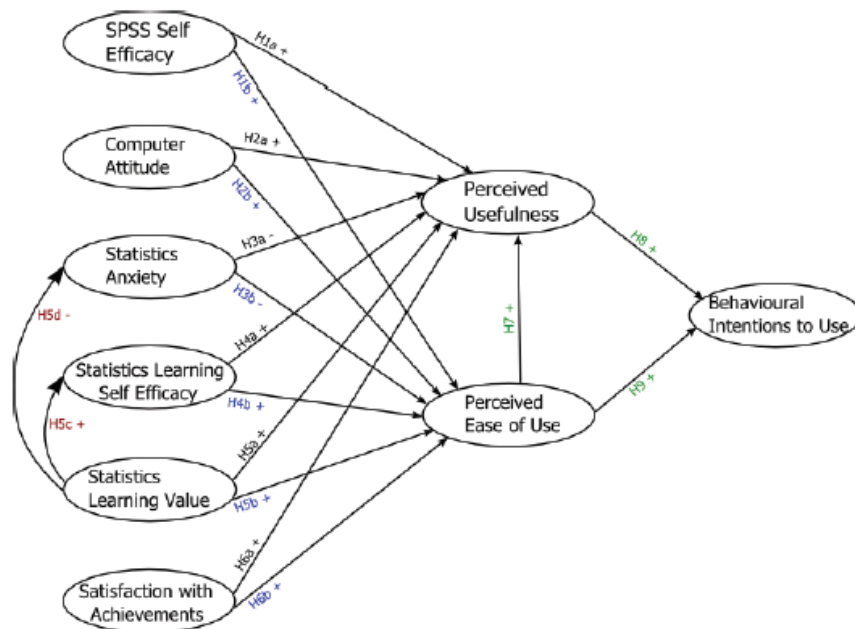 SPSS Self
Efficacy
H1a +
H1b +
Computer
Attitude
H2a +
H2b +
Perceived
Usefulness
Statistics
Anxiety
H3a -
H3b -
H8 +
H5d -
H7 +
Behavioural
Intentions to Use
H4a +
Statistics Learning
Self Efficacy
H4b +
H5c +
Perceived
Ease of Use
H9 +
H5a +
Statistics
Learning Value
H5b +
H6a +
H6b +
Satisfaction with
Achievements